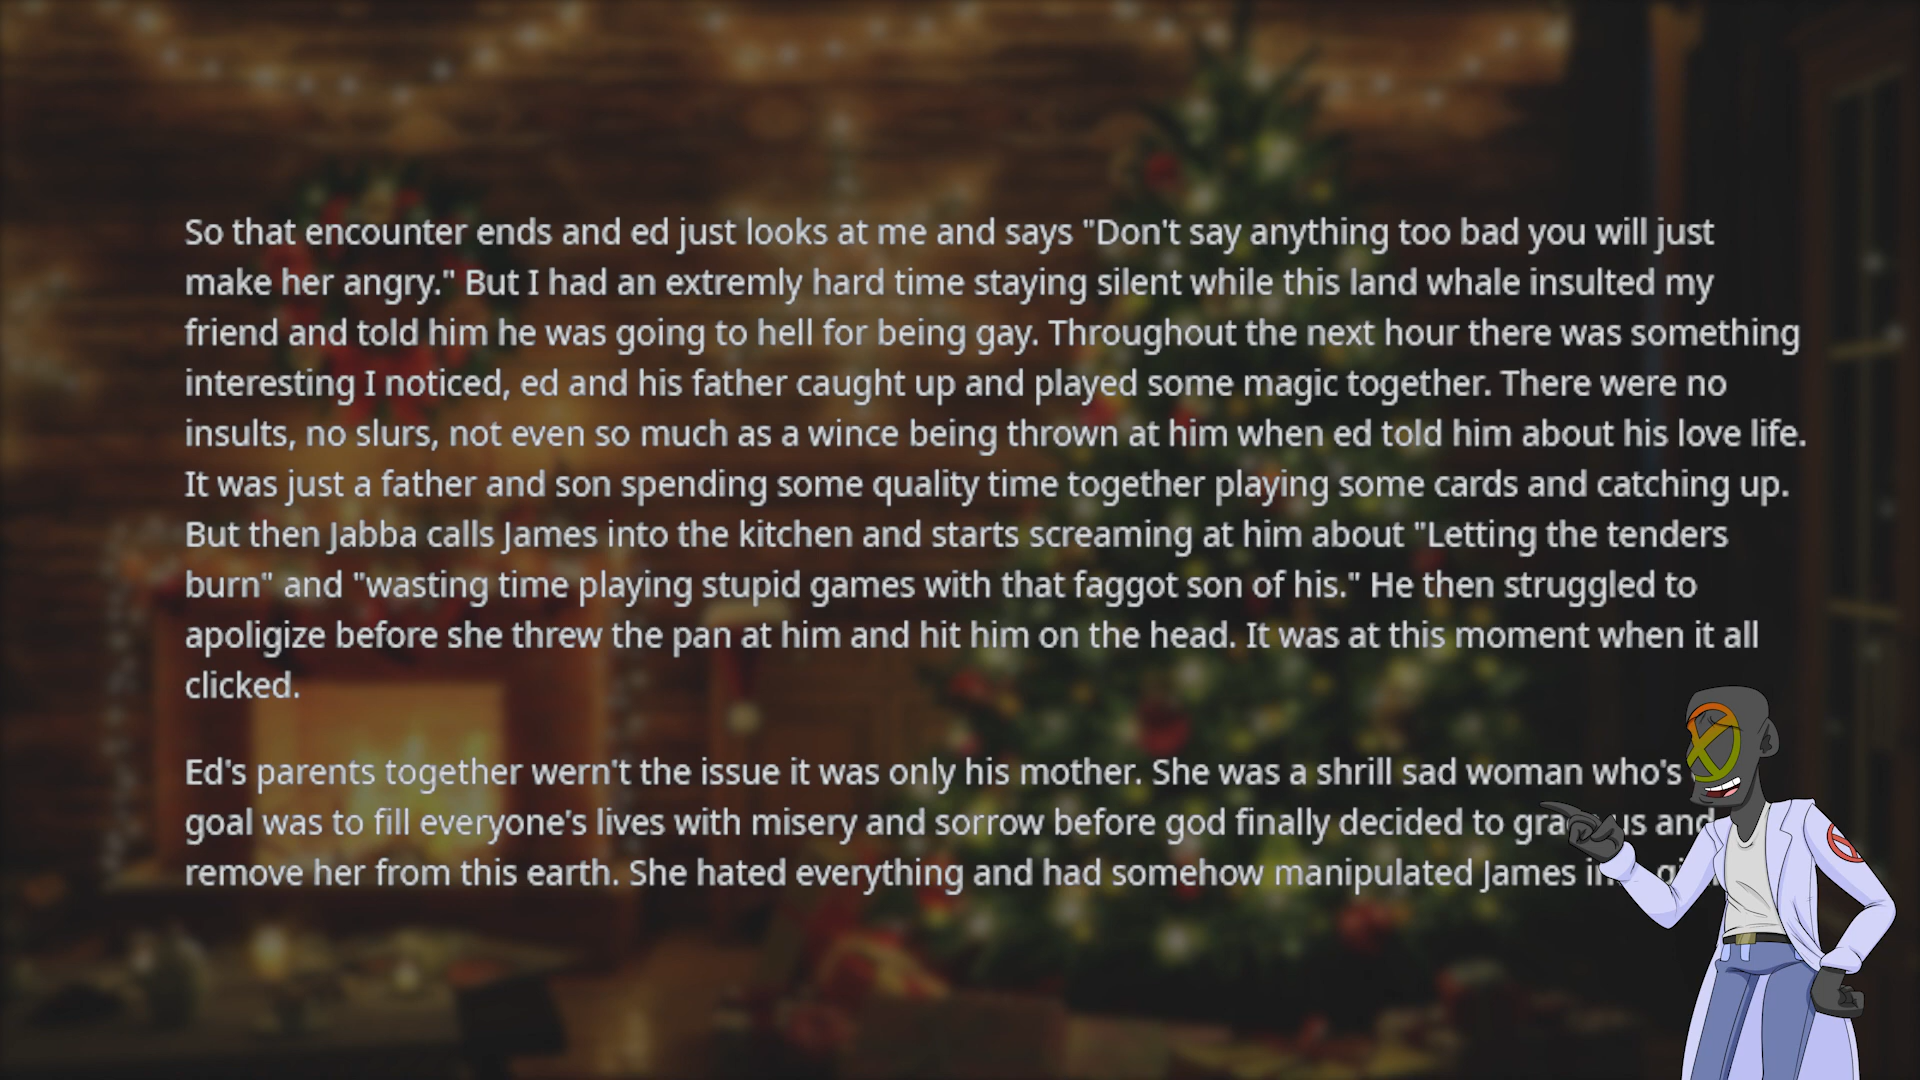 So that encounter ends and ed just looks at me and says "Don't say anything too bad you will just
make her angry." But I had an extremly hard time staying silent while this land whale insulted my
friend and told him he was going to hell for being gay. Throughout the next hour there was something
interesting I noticed, ed and his father caught up and played some magic together. There were no
insults, no slurs, not even so much as a wince being thrown at him when ed told him about his love life.
It was just a father and son spending some quality time together playing some cards and catching up.
But then Jabba calls James into the kitchen and starts screaming at him about "Letting the tenders
burn" and "wasting time playing stupid games with that faggot son of his." He then struggled to
apoligize before she threw the pan at him and hit him on the head. It was at this moment when it all
clicked.
Ed's parents together wern't the issue it was only his mother. She was a shrill sad woman who's
goal was to fill everyone's lives with misery and sorrow before god finally decided to us and
remove her from this earth. She hated everything and had somehow manipulated James